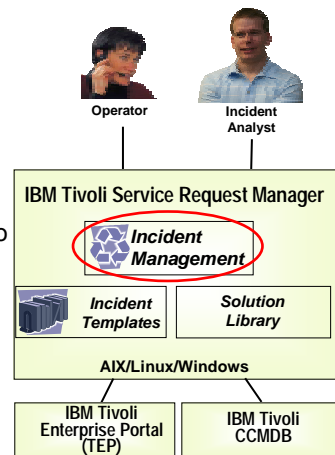 Operator
Incident
Analyst
IBM Tivoli Service Request Manager
o
Incident
Management
Incident
Templates
Solution
Library
AIX/Linux/Windows
IBM Tivoli
Enterprise Portal
(TEP)
IBM Tivoli
CCMDB